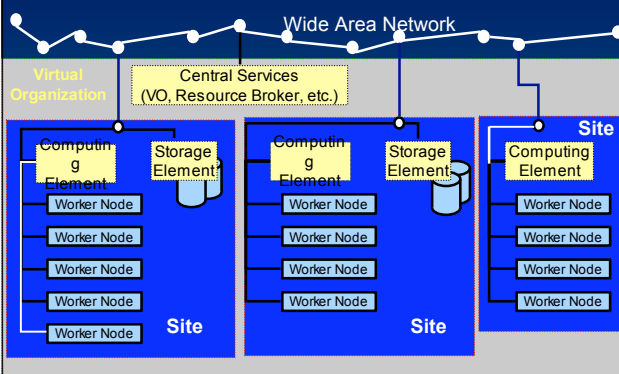 Wide Area Network
Virtual
Organization
Central Services
(VO, Resource Broker, etc.)
Computin
g
Element
Storage
Element
Worker Node
Worker Node
Worker Node
Worker Node
Worker Node
Site
Computin
g
Element
Storage
Element
Worker Node
Worker Node
Worker Node
Worker Node
Site
Site
Computing
Element
Worker Node
Worker Node
Worker Node
Worker Node